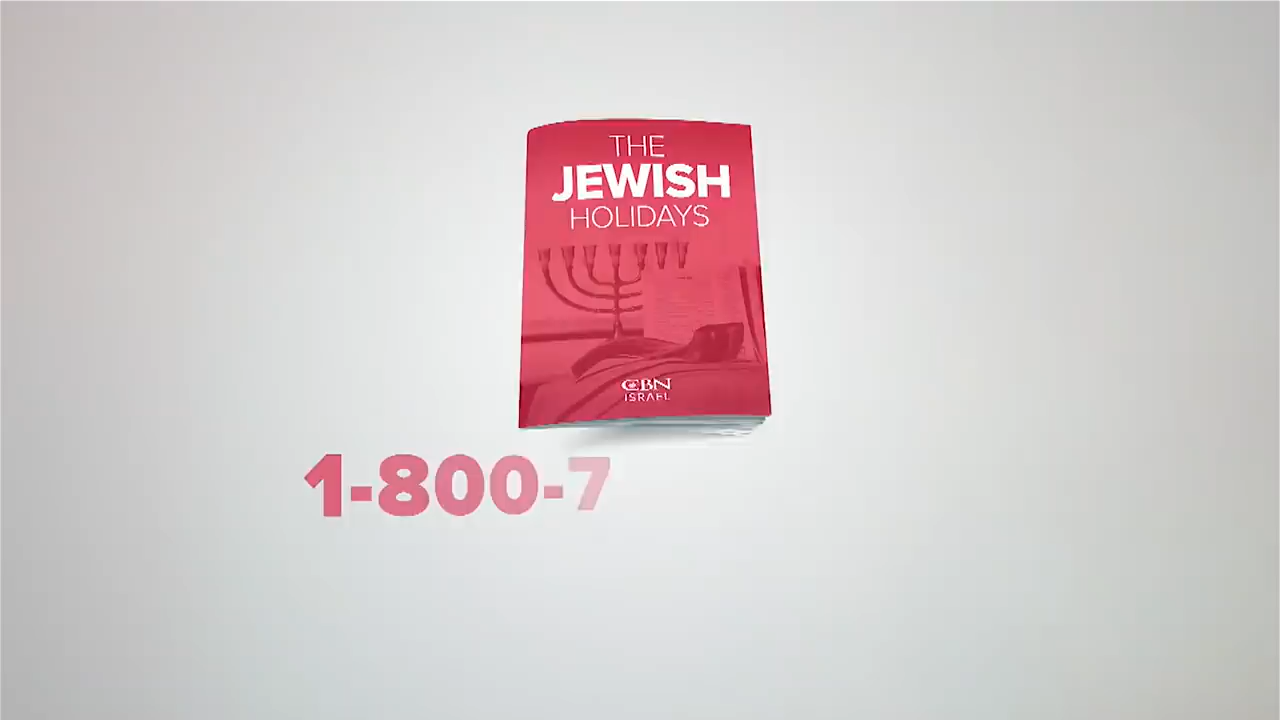 THE
JEWISH
HOLIDAYS
CBN
ISRAEL
1-800-7